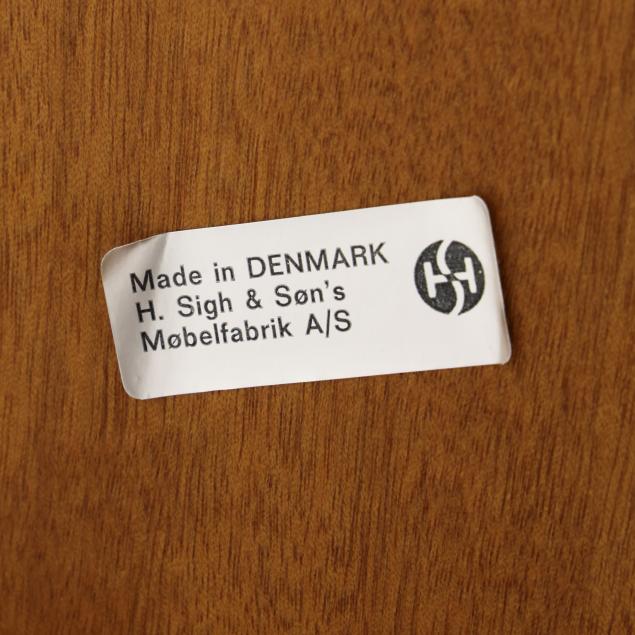 Made in DENMARK
H. Sigh & Søn's
Møbelfabrik A/S